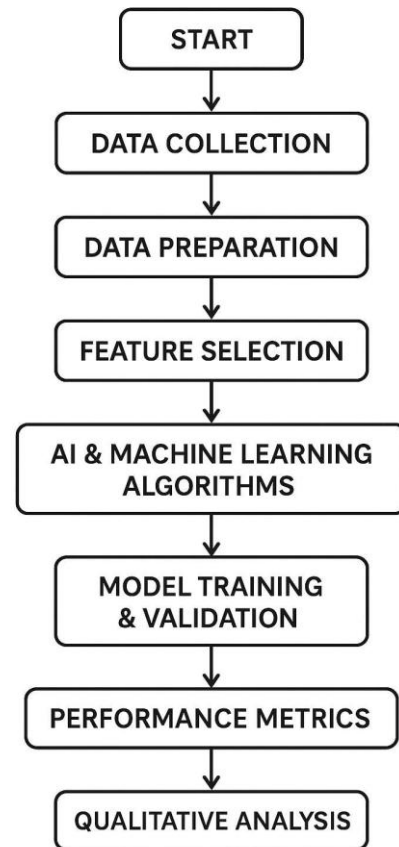 START
DATA COLLECTION
DATA PREPARATION
FEATURE SELECTION
AI & MACHINE LEARNING
ALGORITHMS
MODEL TRAINING
& VALIDATION
PERFORMANCE METRICS
QUALITATIVE ANALYSIS